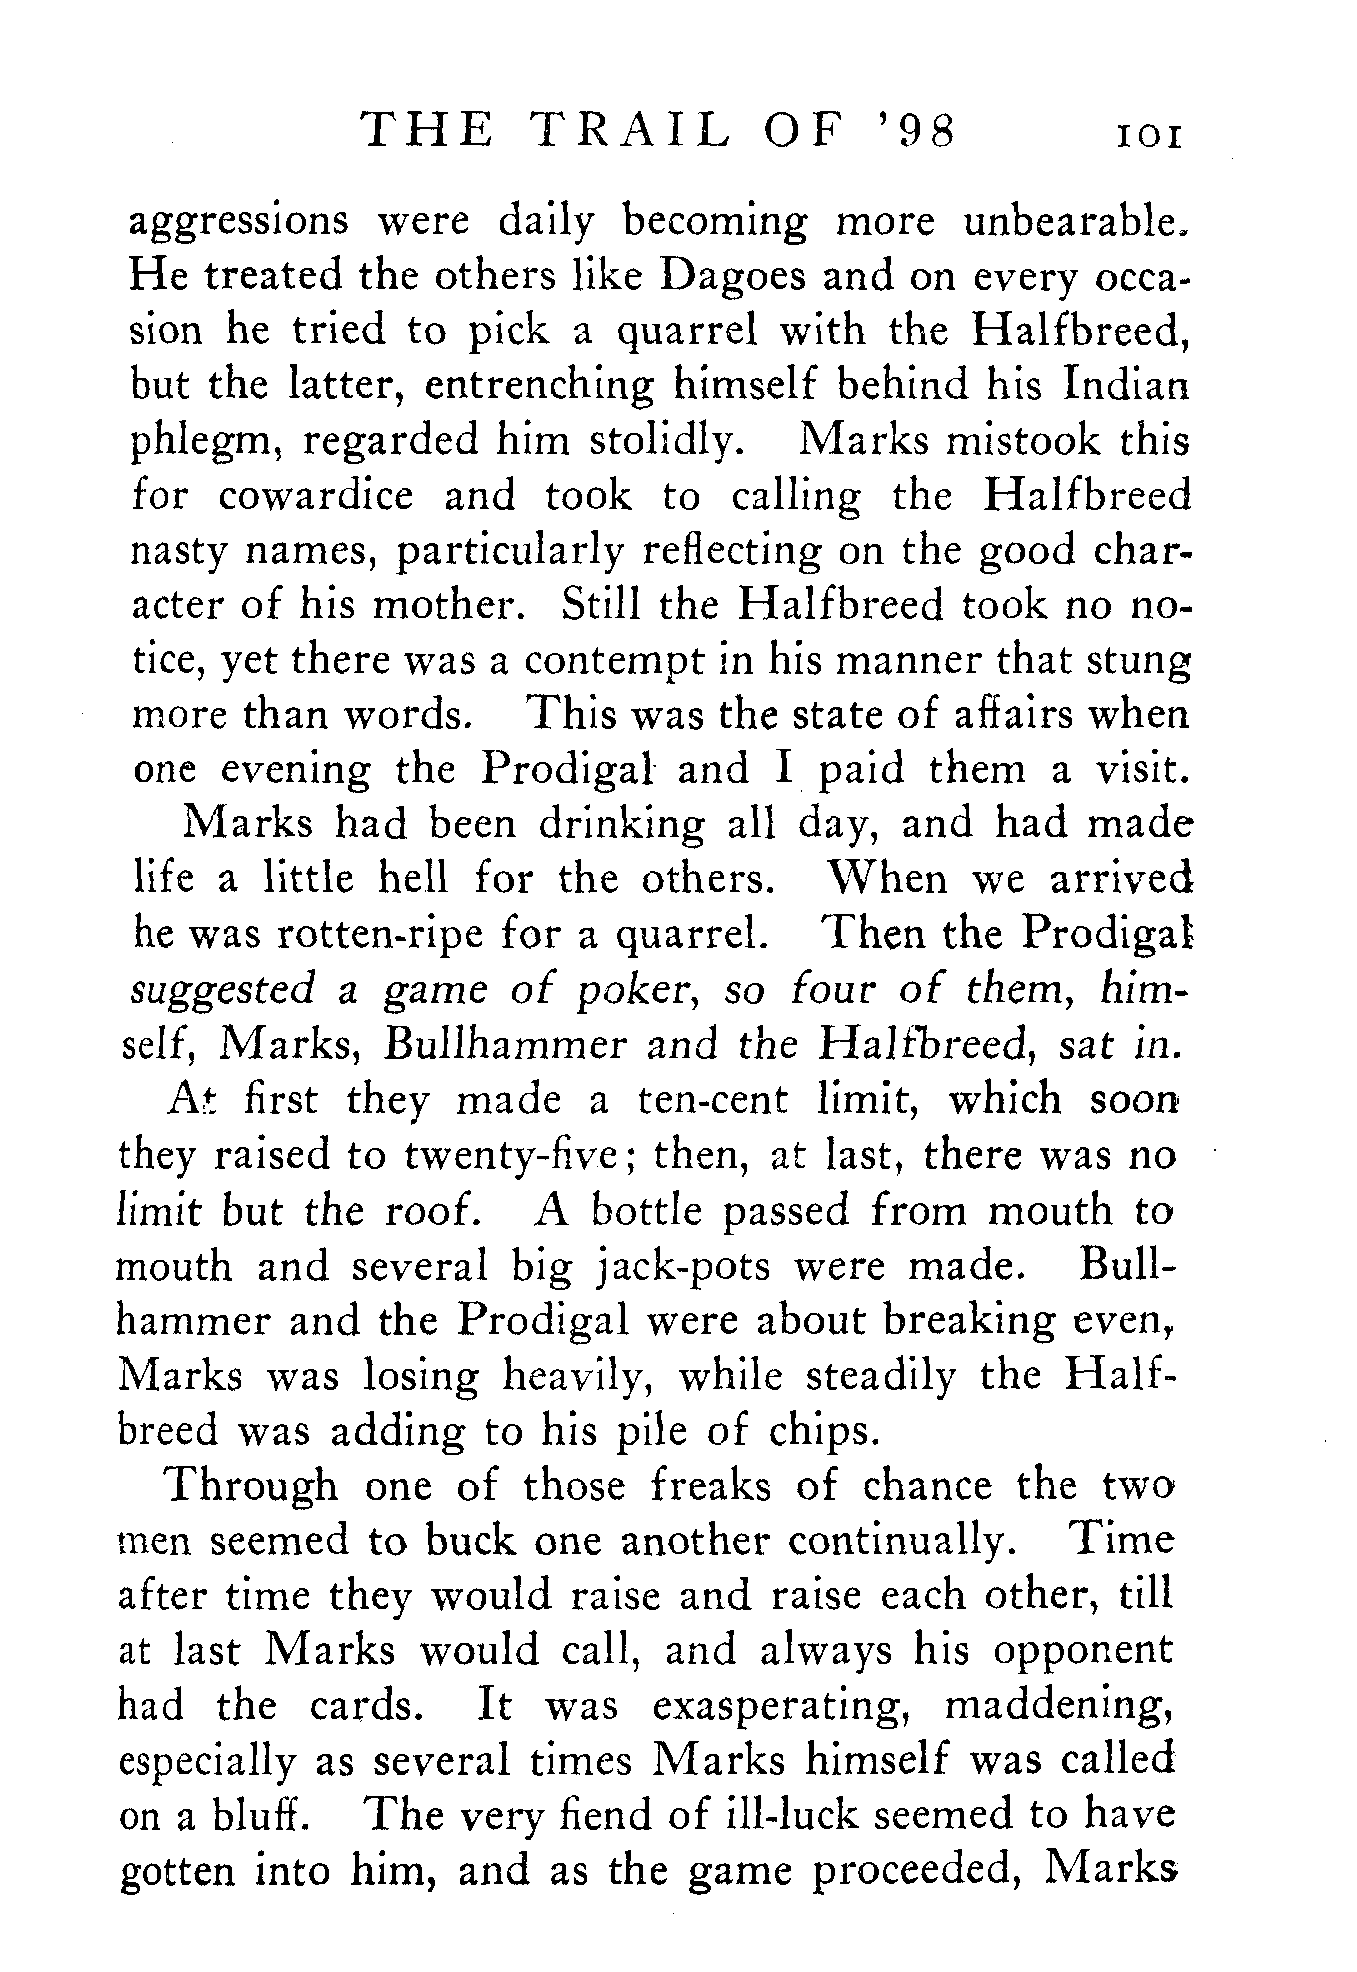 THE TRAIL OF '98 101
aggressions were daily becoming more unbearable.
He treated the others like Dagoes and on every occa-
sion he tried to pick a quarrel with the Halfbreed,
but the latter, entrenching himself behind his Indian
phlegm, regarded him stolidly. Marks mistook this
for cowardice and took to calling the Halfbreed
nasty names, particularly reflecting on the good char-
acter of his mother. Still the Halfbreed took no no-
tice, yet there was a contempt in his manner that stung
more than words. This was the state of affairs when
one evening the Prodigal and I paid them a visit.
Marks had been drinking all day, and had made
life a little hell for the others. When we arrived
he was rotten-ripe for a quarrel. Then the Prodigal
suggested a game of poker, so four of them, him-
self, Marks, Bullhammer and the Halfbreed, sat in.
At first they made a ten-cent limit, which soon
they raised to twenty-five; then, at last, there was no
limit but the roof. A bottle passed from mouth to
mouth and several big jack-pots were made. Bull-
hammer and the Prodigal were about breaking even,
Marks was losing heavily, while steadily the Half-
breed was adding to his pile of chips.
Through one of those freaks of chance the two
men seemed to buck one another continually. Time
after time they would raise and raise each other, till
at last Marks would call, and always his opponent
had the cards. It was exasperating, maddening,
especially as several times Marks himself was called
on a bluff. The very fiend of ill-luck seemed to have
gotten into him, and as the game proceeded, Marks